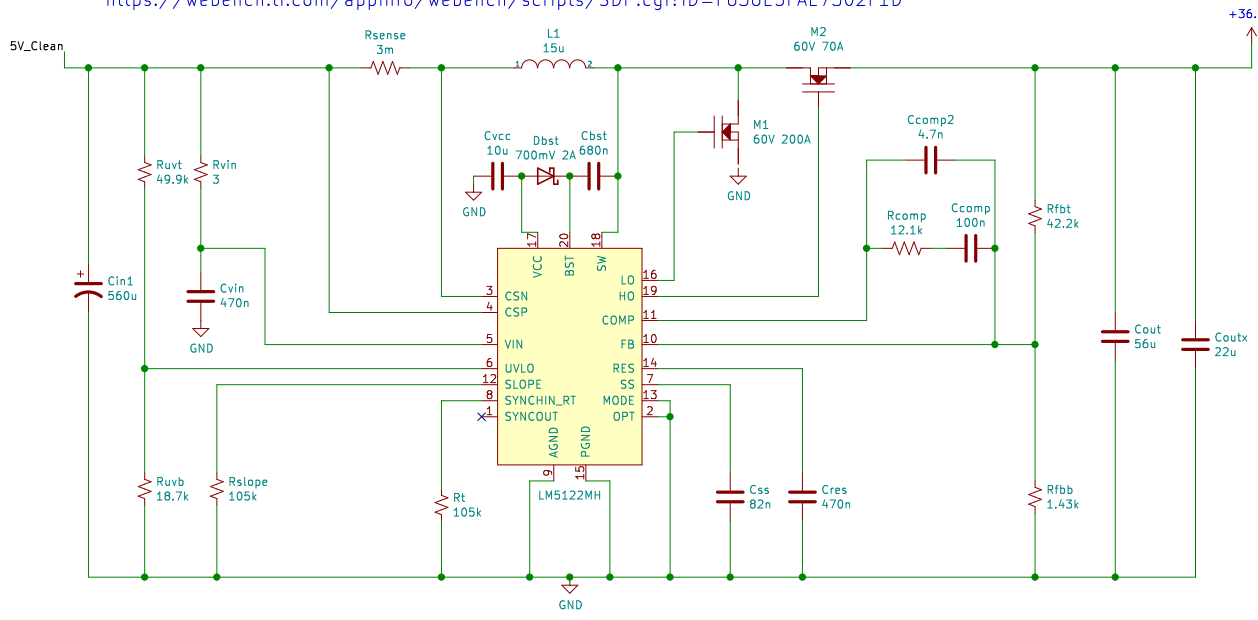 +36.
5V_Clean
Rsense
3m
L1
15u
1
2
M2
60V 70A
M1
60V 200A
GND
Cvcc
10u
Dbst
700mV 2A
Cbst
680n
GND
Ruvt
49.9k
Rvin
3
Ccomp2
4.7n
Rcomp
12.1k
Ccomp
100n
Rfbt
42.2k
+
Cin1
560u
Cvin
470n
GND
17
20
18
VCC
BST
SW
LO
16
HO
19
3
CSN
4
CSP
COMP
11
5
VIN
FB
10
6
UVLO
RES
14
12
SLOPE
SS
7
8
SYNCHIN_RT
MODE
13
1
SYNCOUT
OPT
2
AGND
PGND
9
15
LM5122MH
Cout
56u
Coutx
22u
Ruvb
18.7k
Rslope
105k
Rt
105k
Css
82n
Cres
470n
Rfbb
1.43k
GND